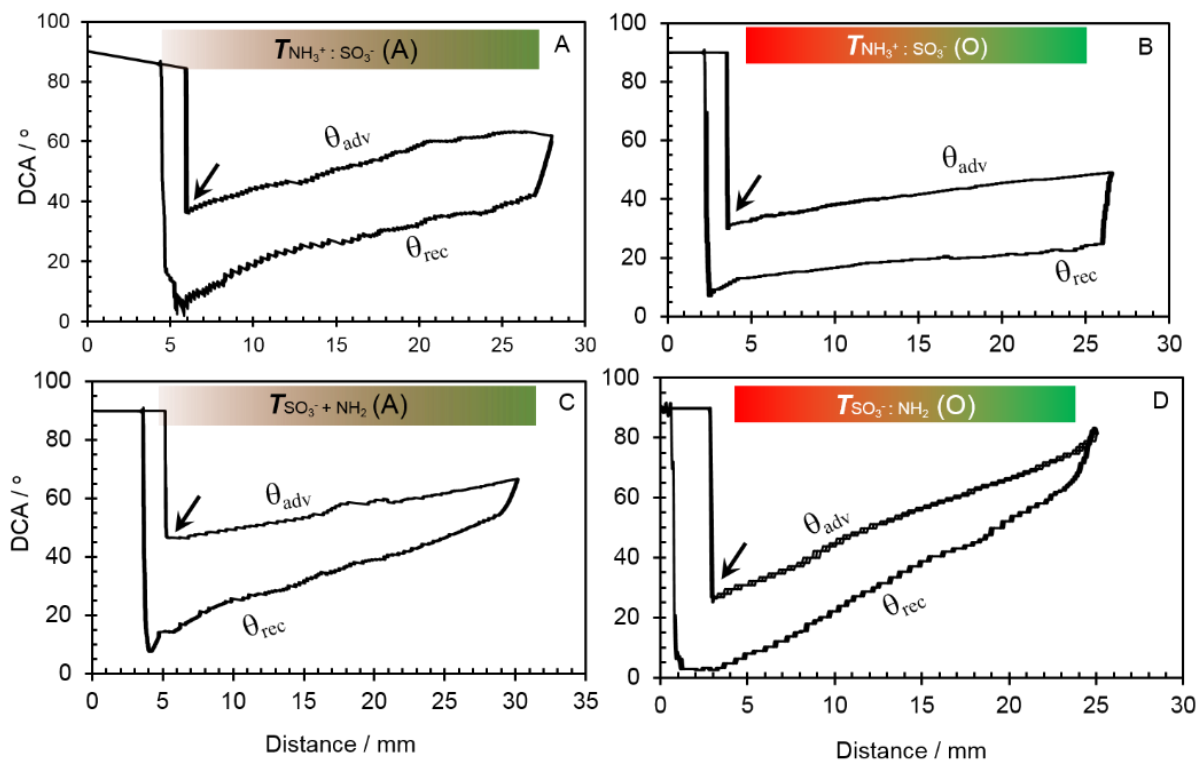 100
80
60
40
20
0
DCA / °
T NH₃⁺ : SO₃⁻ (A)
A
θadv
θrec
0 5 10 15 20 25 30
100
80
60
40
20
0
T NH₃⁺ : SO₃⁻ (O)
B
θadv
θrec
0 5 10 15 20 25 30
100
80
60
40
20
0
DCA / °
T SO₃⁻ + NH₂ (A)
C
θadv
θrec
0 5 10 15 20 25 30 35
Distance / mm
100
80
60
40
20
0
T SO₃⁻ : NH₂ (O)
D
θadv
θrec
0 5 10 15 20 25 30
Distance / mm